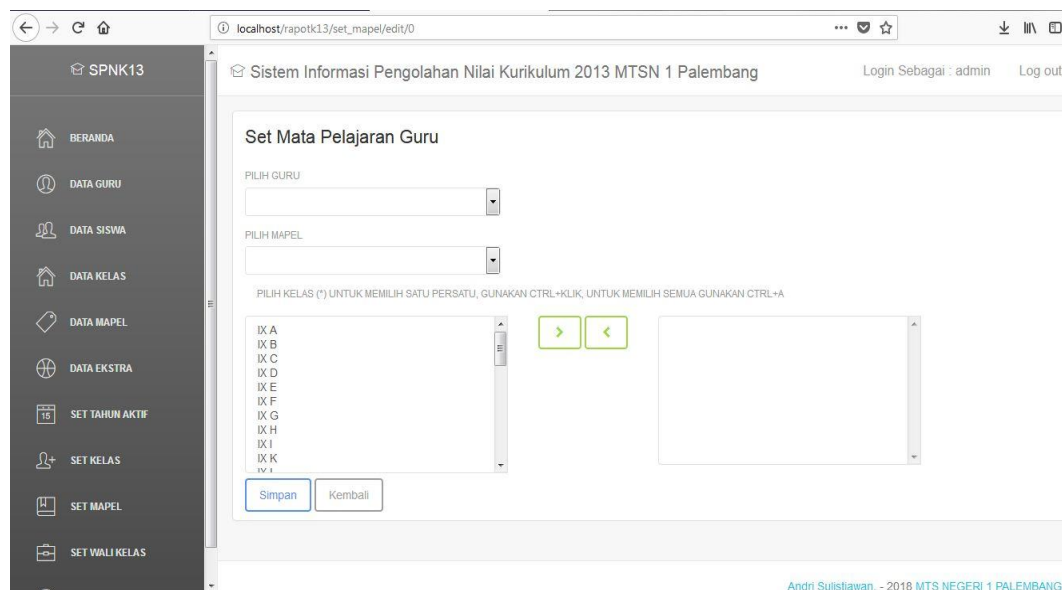 localhost/rapotk13/set_mapel/edit/0
SPNK13
Sistem Informasi Pengolahan Nilai Kurikulum 2013 MTSN 1 Palembang
Login Sebagai : admin
Log out
BERANDA
DATA GURU
DATA SISWA
DATA KELAS
DATA MAPEL
DATA EKSTRA
15
SET TAHUN AKTIF
SET KELAS
SET MAPEL
SET WALI KELAS
Set Mata Pelajaran Guru
PILIH GURU
PILIH MAPEL
PILIH KELAS (*) UNTUK MEMILIH SATU PERSATU, GUNAKAN CTRL+KLIK, UNTUK MEMILIH SEMUA GUNAKAN CTRL+A
IX A
IX B
IX C
IX D
IX E
IX F
IX G
IX H
IX I
IX K
Simpan
Kembali
Andri Sulistiawan, - 2018 MTS NEGERI 1 PALEMBANG